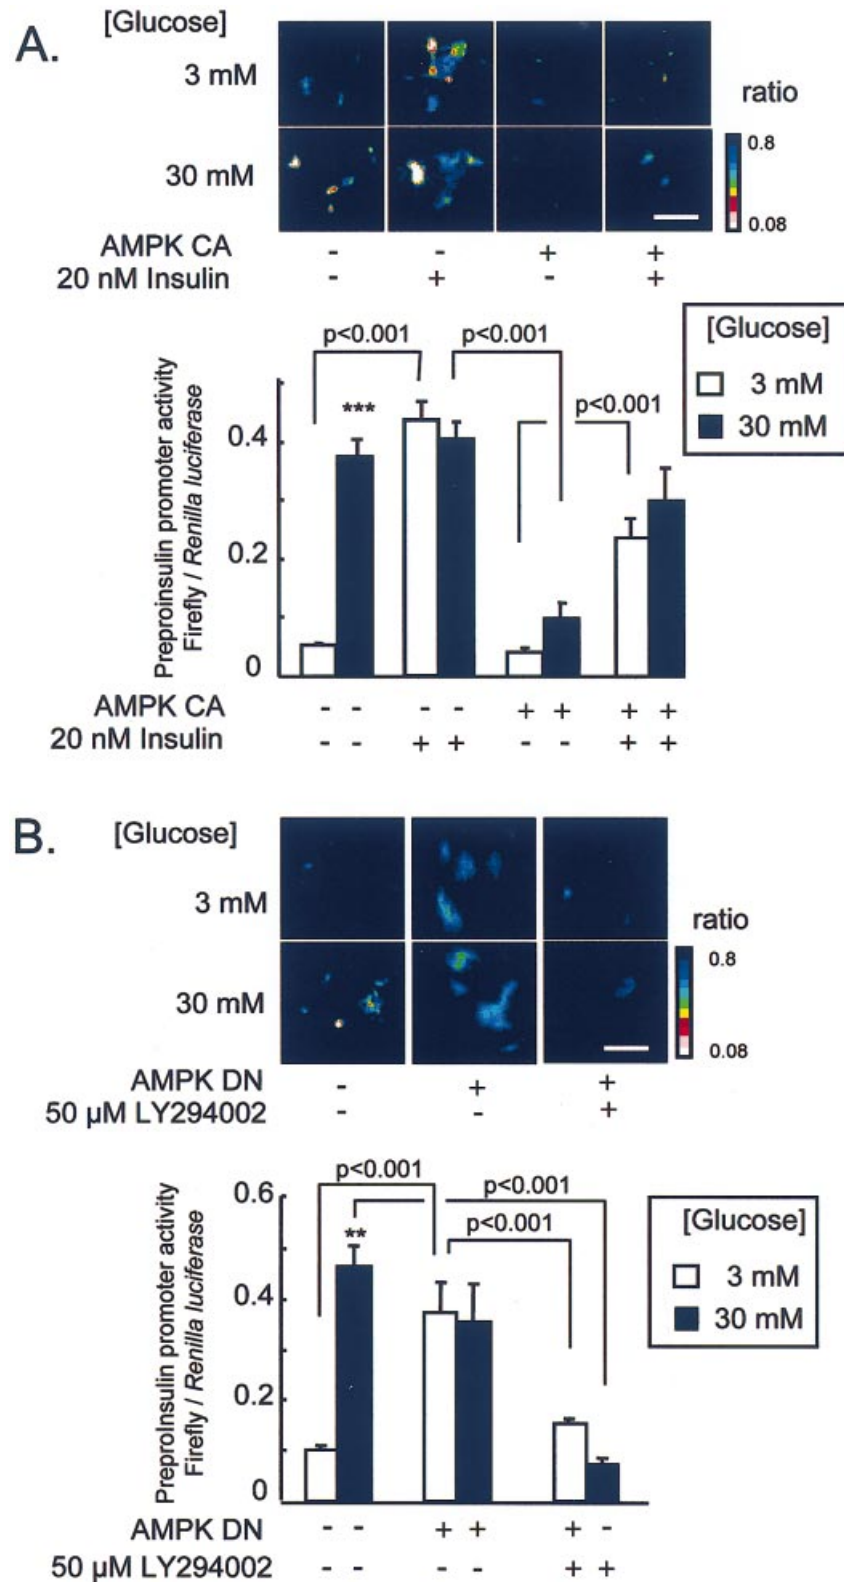 A.
[Glucose]
3 mM
30 mM
ratio
0.8
0.08
AMPK CA - - + +
20 nM Insulin - + - +
[Glucose]
3 mM
30 mM
p<0.001
p<0.001
p<0.001
***
Preproinsulin promoter activity
Firefly / Renilla luciferase
0.4
0.2
0
AMPK CA - - - - + + + +
20 nM Insulin - - + + - - + +
B.
[Glucose]
3 mM
30 mM
ratio
0.8
0.08
AMPK DN - + +
50 µM LY294002 - - +
p<0.001
p<0.001
p<0.001
**
PreproInsulin promoter activity
Firefly / Renilla luciferase
0.6
0.4
0.2
0
[Glucose]
3 mM
30 mM
AMPK DN - - + + + -
50 µM LY294002 - - - - + +